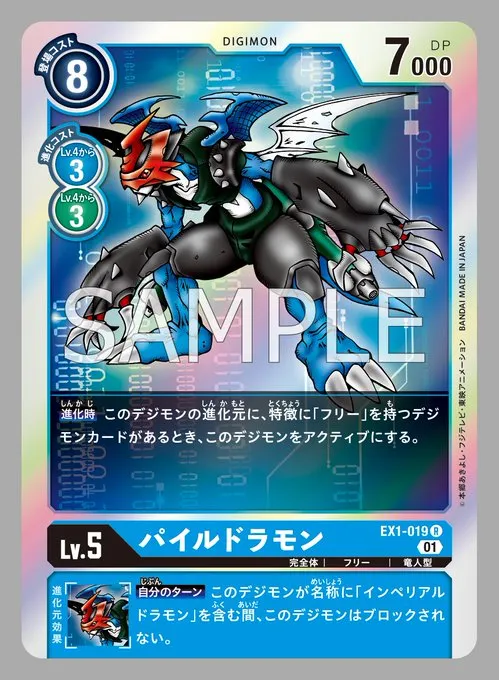 DIGIMON
登場コスト
8
7000
DP
進化コスト
Lv.4から
3
Lv.4から
3
SAMPLE
進化時 このデジモンの進化元に、特徴に「フリー」を持つデジ
モンカードがあるとき、このデジモンをアクティブにする。
©本郷あきよし・フジテレビ・東映アニメーション BANDAI MADE IN JAPAN
Lv.5
パイルドラモン
EX1-019 R
01
完全体 | フリー | 竜人型
進化元効果
自分のターン このデジモンが名称に「インペリアル
ドラモン」を含む間、このデジモンはブロックされ
ない。